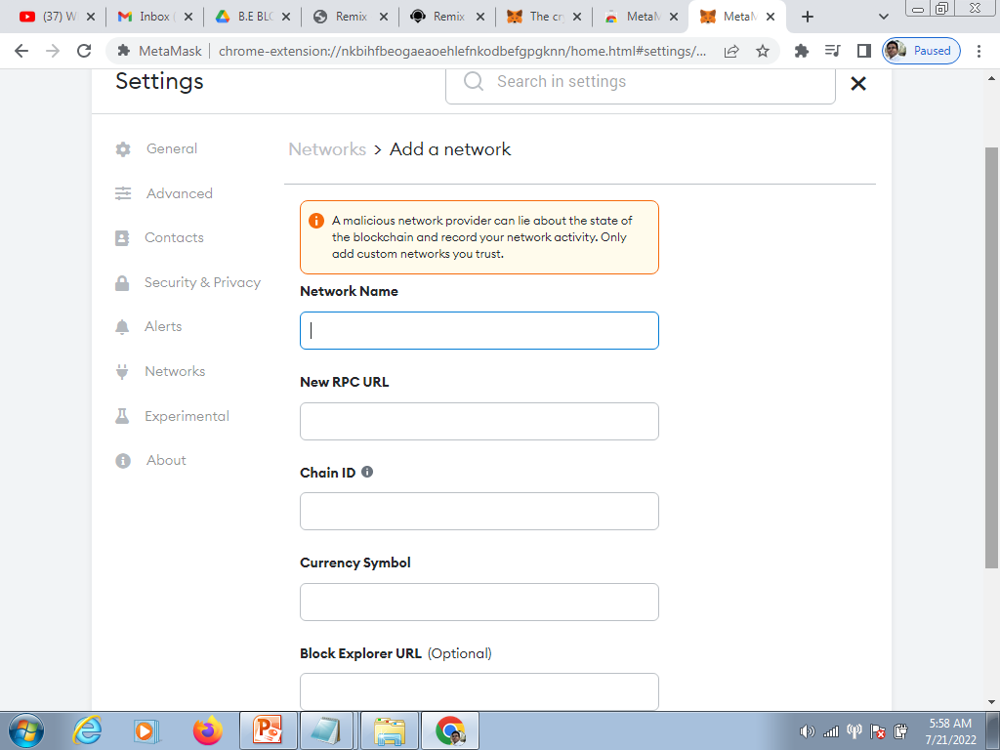 (37) W
Inbox (
B.E BLO
Remix
Remix
The cr
MetaM
MetaM
MetaMask
chrome-extension://nkbihfbeogaeaoehlefnkodbefgpgknn/home.html#settings/...
Paused
Settings
Search in settings
General
Advanced
Contacts
Security & Privacy
Alerts
Networks
Experimental
About
Networks > Add a network
A malicious network provider can lie about the state of
the blockchain and record your network activity. Only
add custom networks you trust.
Network Name
New RPC URL
Chain ID
Currency Symbol
Block Explorer URL (Optional)
5:58 AM
7/21/2022